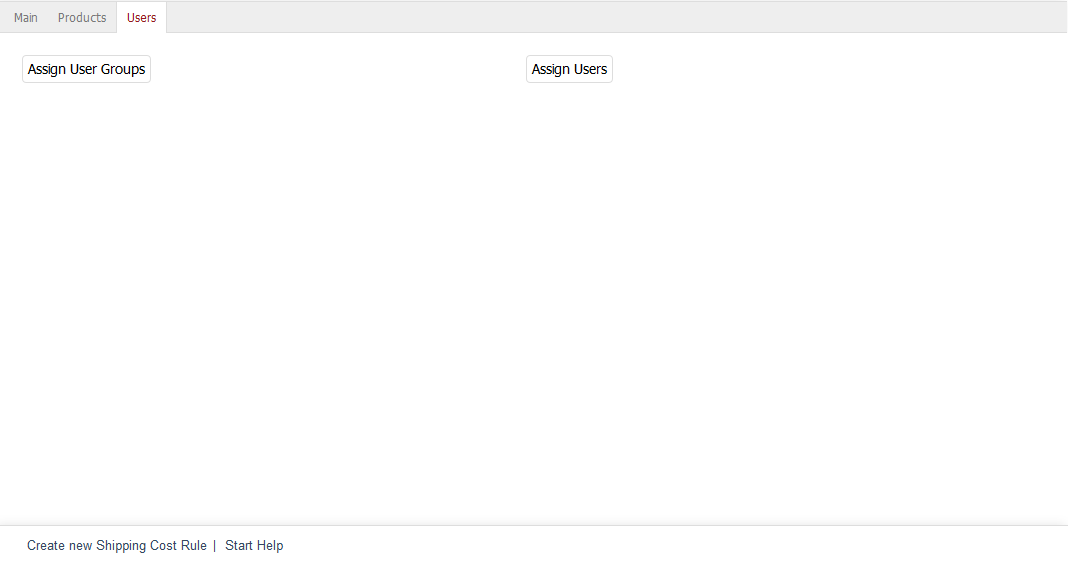 Main Products Users
Assign User Groups Assign Users
Create new Shipping Cost Rule | Start Help